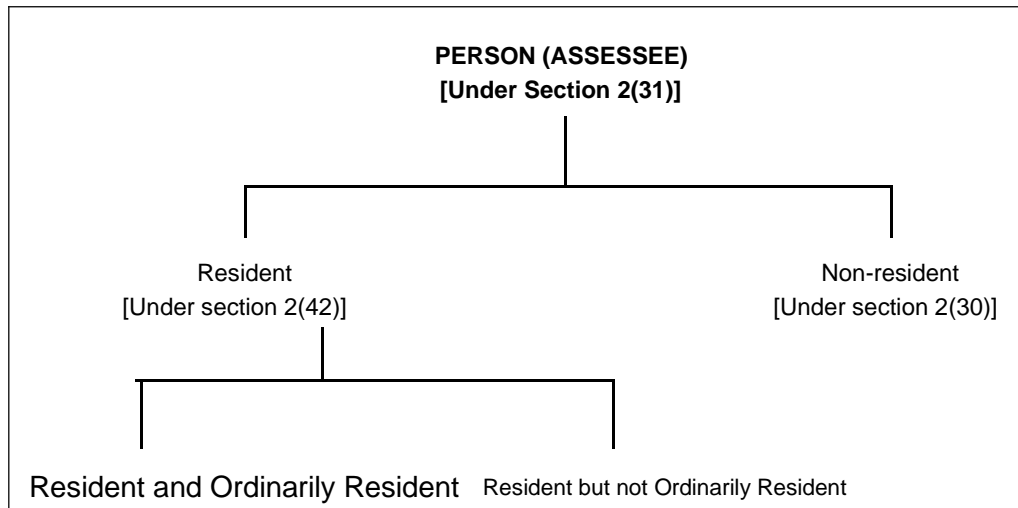 PERSON (ASSESSEE)
[Under Section 2(31)]
Resident
[Under section 2(42)]
Non-resident
[Under section 2(30)]
Resident and Ordinarily Resident
Resident but not Ordinarily Resident